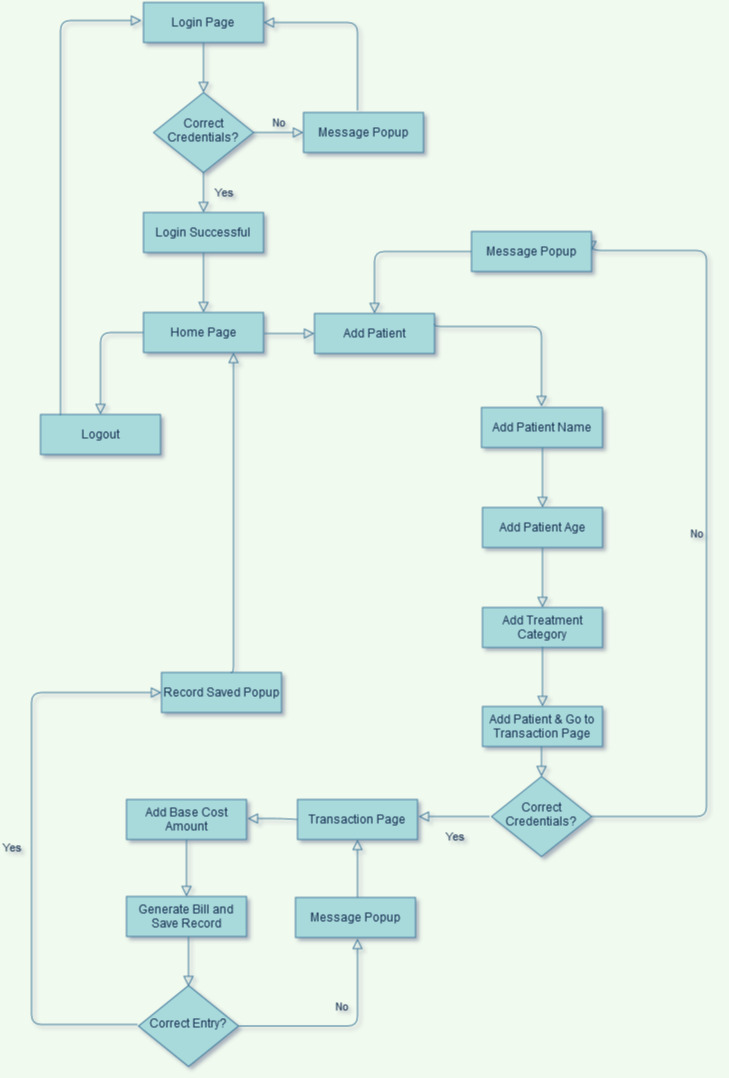 Login Page
Correct
Credentials?
No
Message Popup
Yes
Login Successful
Message Popup
Home Page
Add Patient
Add Patient Name
Logout
Add Patient Age
No
Add Treatment
Category
Record Saved Popup
Add Patient & Go to
Transaction Page
Add Base Cost
Amount
Transaction Page
Correct
Credentials?
Yes
Yes
Generate Bill and
Save Record
Message Popup
No
Correct Entry?